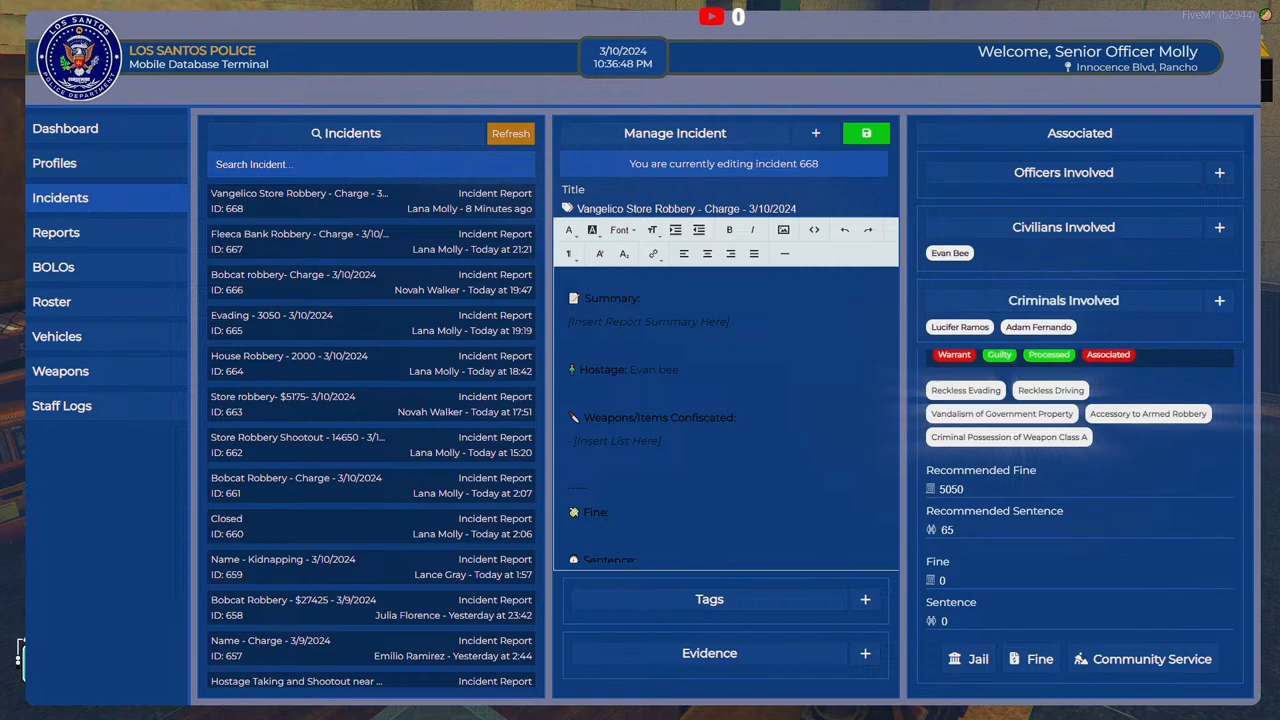 0
FiveM* (b2944)
LOS SANTOS
POLICE DEPARTMENT
LOS SANTOS POLICE
Mobile Database Terminal
3/10/2024
10:36:48 PM
Welcome, Senior Officer Molly
Innocence Blvd, Rancho
Dashboard
Profiles
Incidents
Reports
BOLOs
Roster
Vehicles
Weapons
Staff Logs
Incidents
Refresh
Search Incident...
Vangelico Store Robbery - Charge - 3... Incident Report
ID: 668 Lana Molly - 8 Minutes ago
Fleeca Bank Robbery - Charge - 3/10/... Incident Report
ID: 667 Lana Molly - Today at 21:21
Bobcat robbery- Charge - 3/10/2024 Incident Report
ID: 666 Novah Walker - Today at 19:47
Evading - 3050 - 3/10/2024 Incident Report
ID: 665 Lana Molly - Today at 19:19
House Robbery - 2000 - 3/10/2024 Incident Report
ID: 664 Lana Molly - Today at 18:42
Store robbery- $5175- 3/10/2024 Incident Report
ID: 663 Novah Walker - Today at 17:51
Store Robbery Shootout - 14650 - 3/1... Incident Report
ID: 662 Lana Molly - Today at 15:20
Bobcat Robbery - Charge - 3/10/2024 Incident Report
ID: 661 Lana Molly - Today at 2:07
Closed Incident Report
ID: 660 Lana Molly - Today at 2:06
Name - Kidnapping - 3/10/2024 Incident Report
ID: 659 Lance Gray - Today at 1:57
Bobcat Robbery - $27425 - 3/9/2024 Incident Report
ID: 658 Julia Florence - Yesterday at 23:42
Name - Charge - 3/9/2024 Incident Report
ID: 657 Emilio Ramirez - Yesterday at 2:44
Hostage Taking and Shootout near ... Incident Report
Manage Incident +
You are currently editing incident 668
Title
Vangelico Store Robbery - Charge - 3/10/2024
Font
Summary:
[Insert Report Summary Here]
Hostage: Evan bee
Weapons/Items Confiscated:
- [Insert List Here]
-----
Fine:
Sentence:
Tags +
Evidence +
Associated
Officers Involved +
Civilians Involved +
Evan Bee
Criminals Involved +
Lucifer Ramos Adam Fernando
Warrant Guilty Processed Associated
Reckless Evading Reckless Driving
Vandalism of Government Property Accessory to Armed Robbery
Criminal Possession of Weapon Class A
Recommended Fine
5050
Recommended Sentence
65
Fine
0
Sentence
0
Jail Fine Community Service